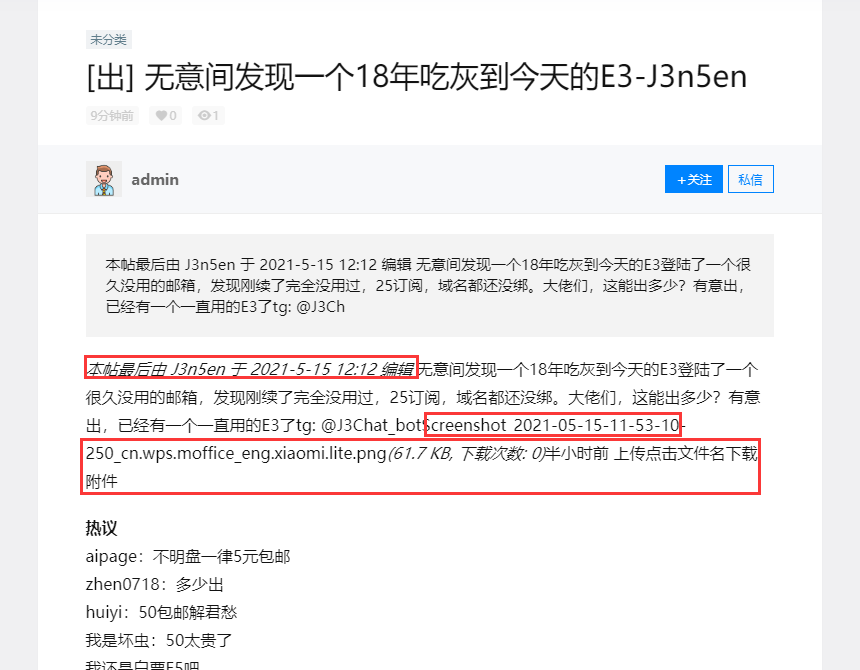 未分类
[出] 无意间发现一个18年吃灰到今天的E3-J3n5en
9分钟前 0 1
admin
+关注 私信
本帖最后由 J3n5en 于 2021-5-15 12:12 编辑 无意间发现一个18年吃灰到今天的E3登陆了一个很
久没用的邮箱，发现刚续了完全没用过，25订阅，域名都还没绑。大佬们，这能出多少？有意出，
已经有一个一直用的E3了tg: @J3Ch
本帖最后由 J3n5en 于 2021-5-15 12:12 编辑 无意间发现一个18年吃灰到今天的E3登陆了一个
很久没用的邮箱，发现刚续了完全没用过，25订阅，域名都还没绑。大佬们，这能出多少？有意
出，已经有一个一直用的E3了tg: @J3Chat_botScreenshot_2021-05-15-11-53-10-
250_cn.wps.moffice_eng.xiaomi.lite.png(61.7 KB, 下载次数: 0)半小时前 上传点击文件名下载
附件
热议
aipage：不明盘一律5元包邮
zhen0718：多少出
huiyi：50包邮解君愁
我是坏虫：50太贵了
我还是白票E5吧